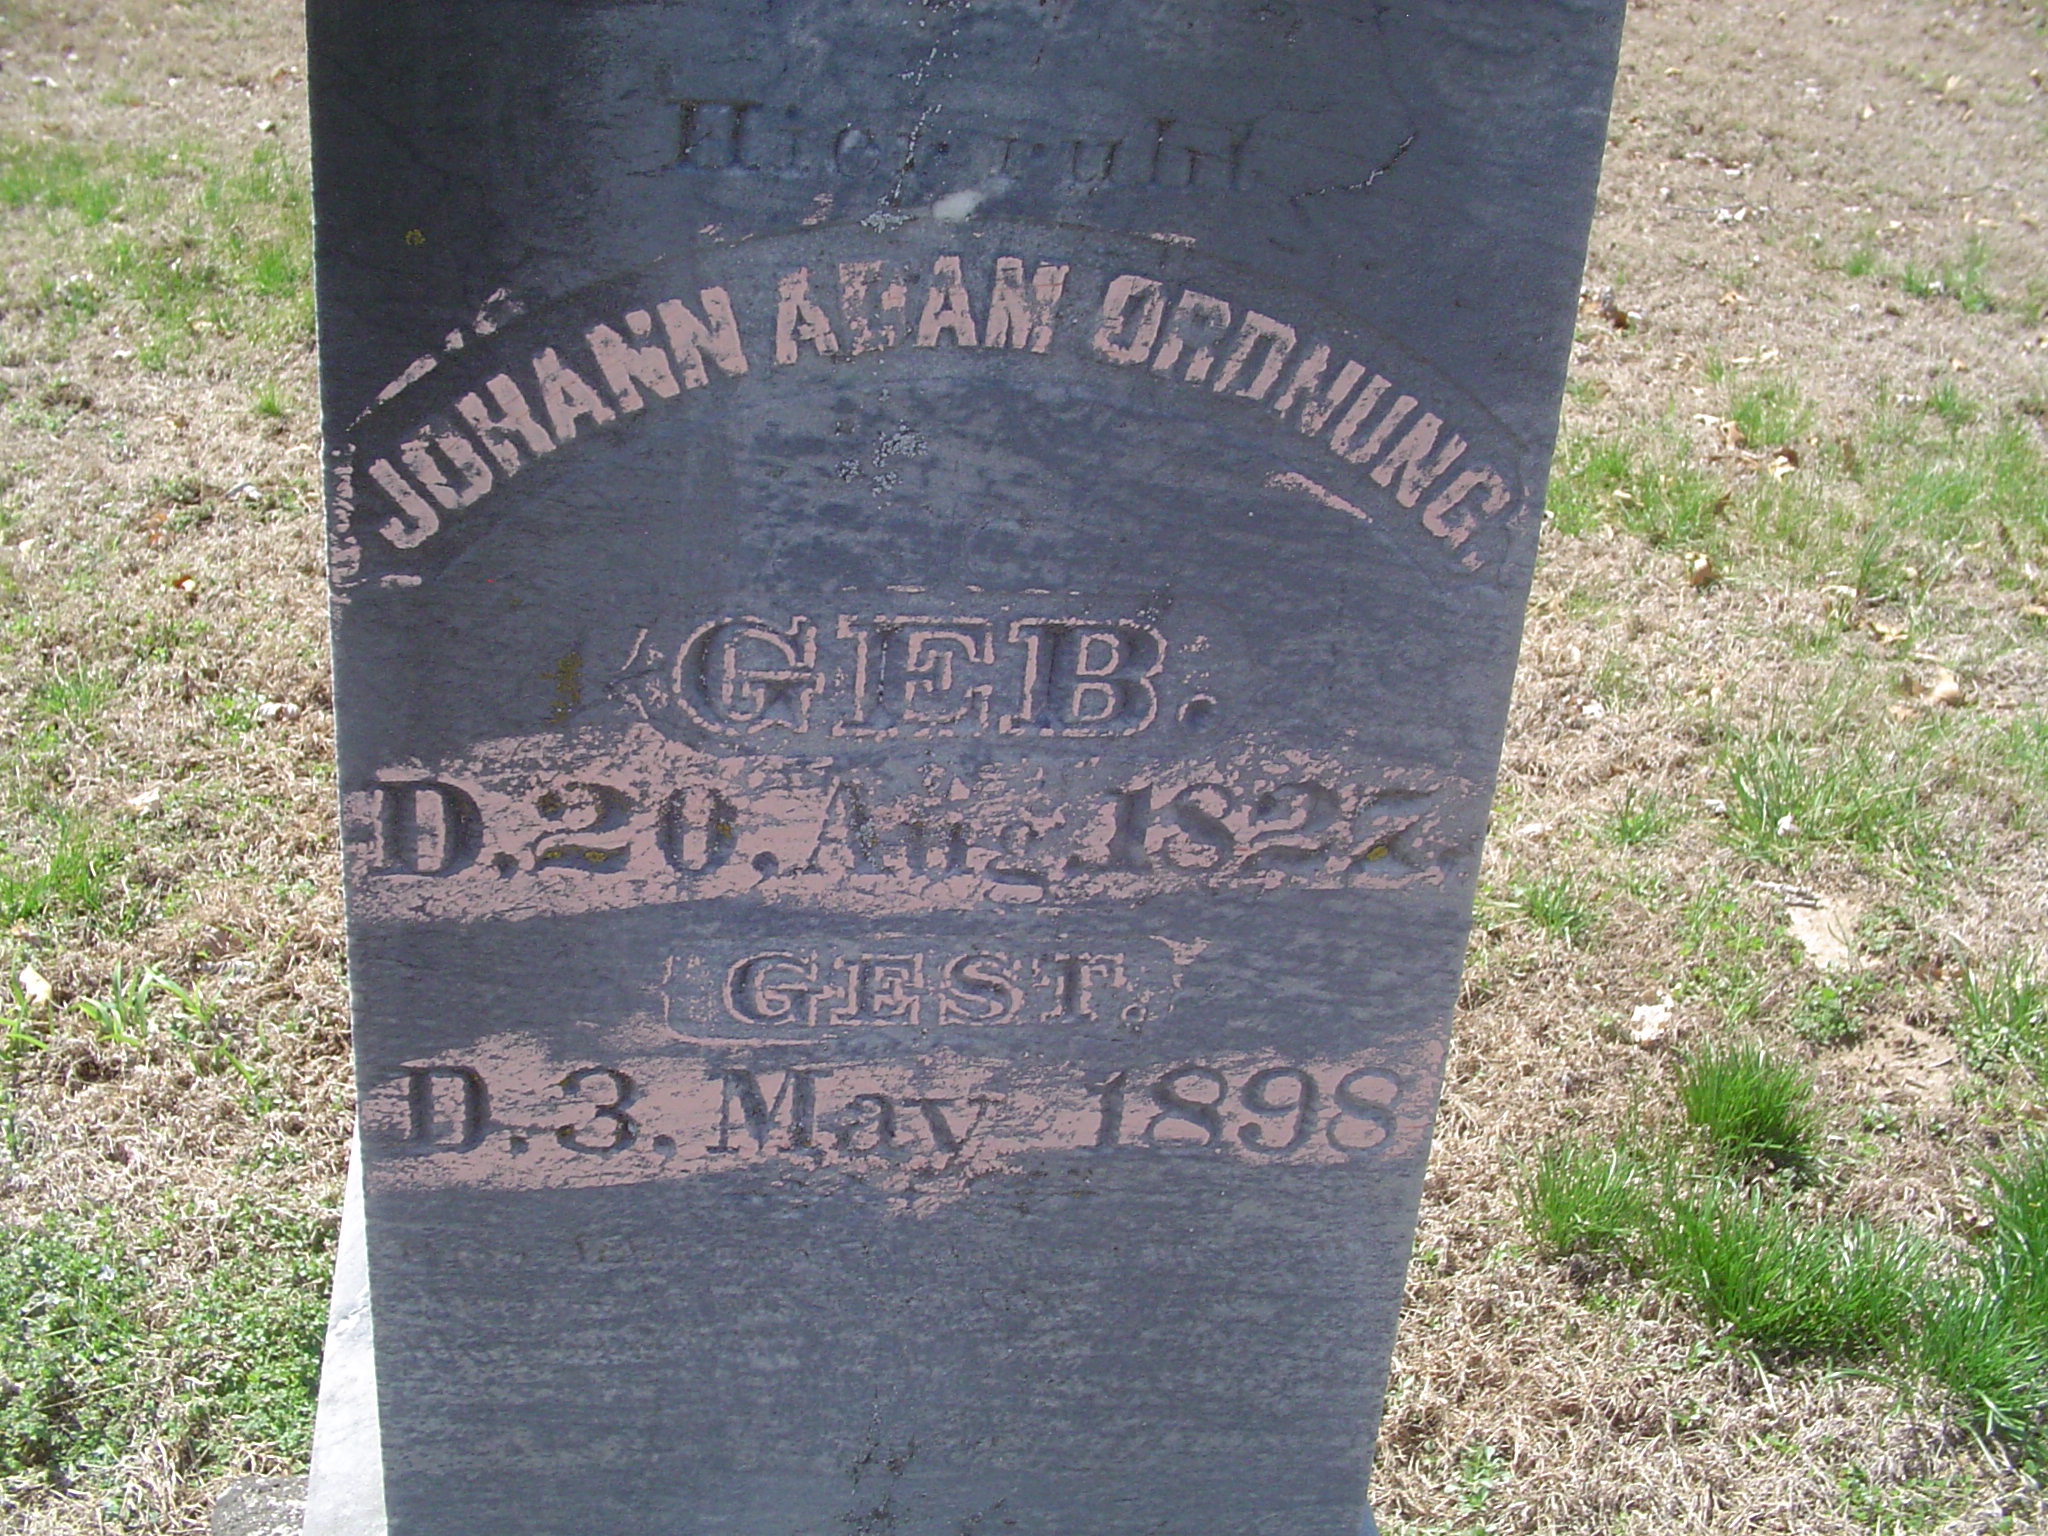 Hier ruht
JOHANN ADAM ORDNUNG.
GEB.
D. 20. Aug. 1827.
GEST.
D. 3. May 1898